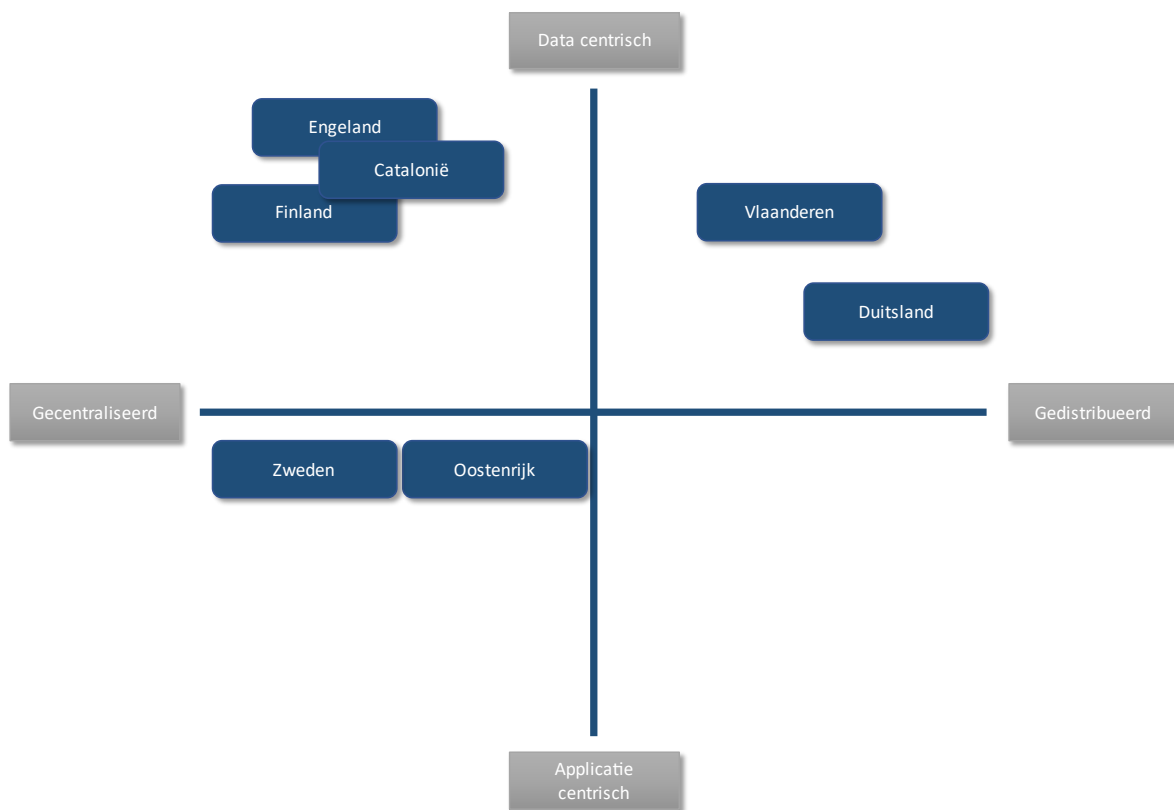 Data centrisch
Engeland
Catalonië
Finland
Vlaanderen
Duitsland
Gecentraliseerd
Gedistribueerd
Zweden
Oostenrijk
Applicatie
centrisch